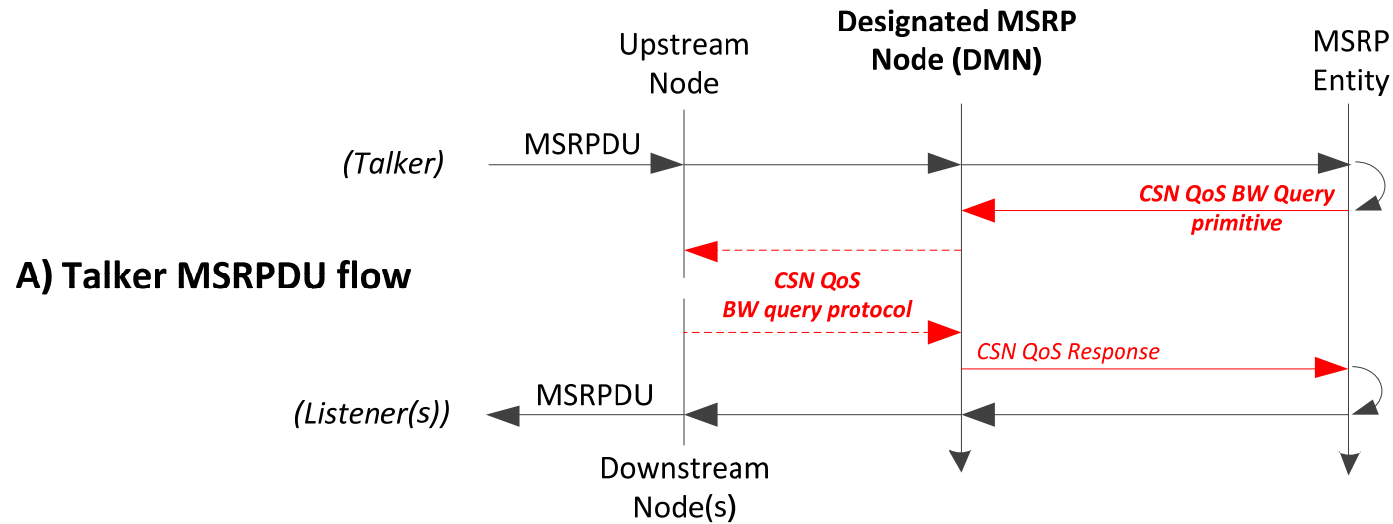 Designated MSRP
Node (DMN)
Upstream
Node
MSRP
Entity
MSRPDU
(Talker)
CSN QoS BW Query
primitive
A) Talker MSRPDU flow
CSN QoS
BW query protocol
CSN QoS Response
MSRPDU
(Listener(s))
Downstream
Node(s)